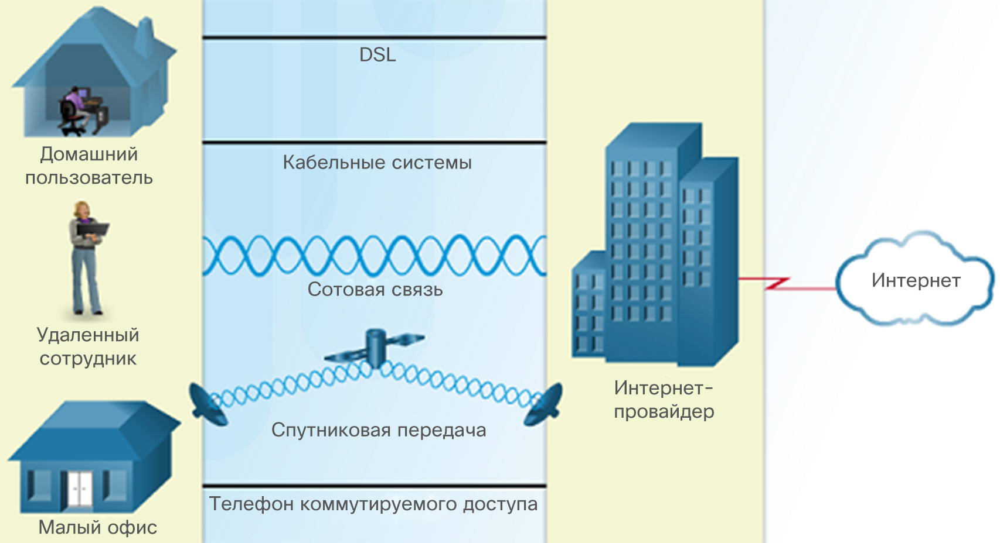 DSL
Кабельные системы
Сотовая связь
Спутниковая передача
Телефон коммутируемого доступа
Домашний
пользователь
Удаленный
сотрудник
Малый офис
Интернет-
провайдер
Интернет